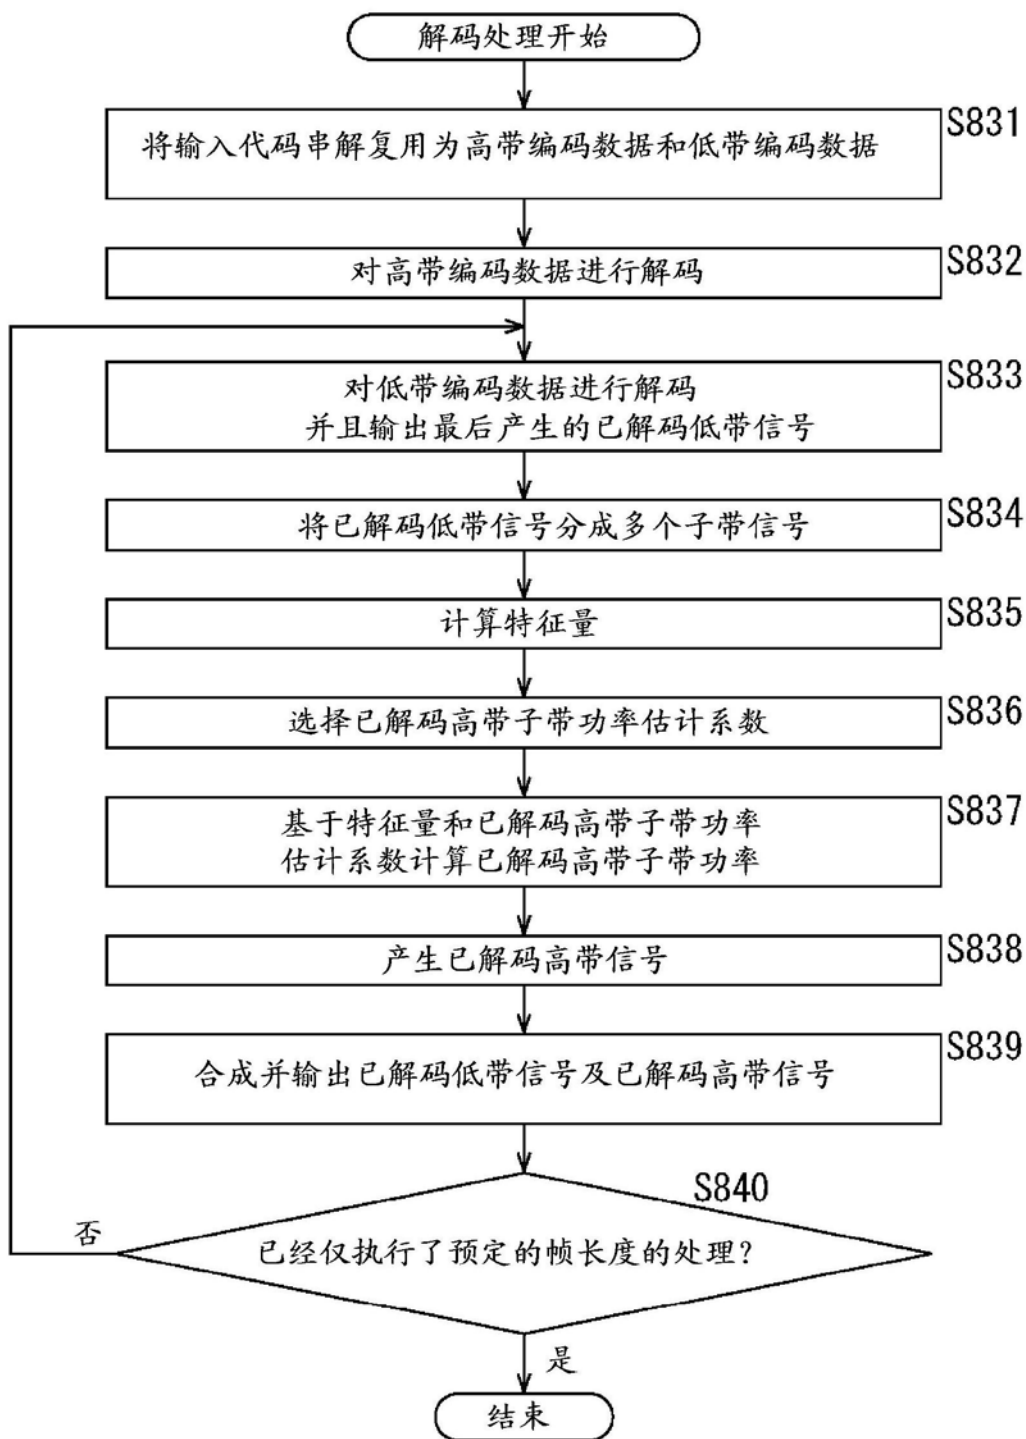 解码处理开始
S831
将输入代码串解复用为高带编码数据和低带编码数据
S832
对高带编码数据进行解码
S833
对低带编码数据进行解码
并且输出最后产生的已解码低带信号
S834
将已解码低带信号分成多个子带信号
S835
计算特征量
S836
选择已解码高带子带功率估计系数
S837
基于特征量和已解码高带子带功率
估计系数计算已解码高带子带功率
S838
产生已解码高带信号
S839
合成并输出已解码低带信号及已解码高带信号
S840
否
已经仅执行了预定的帧长度的处理?
是
结束